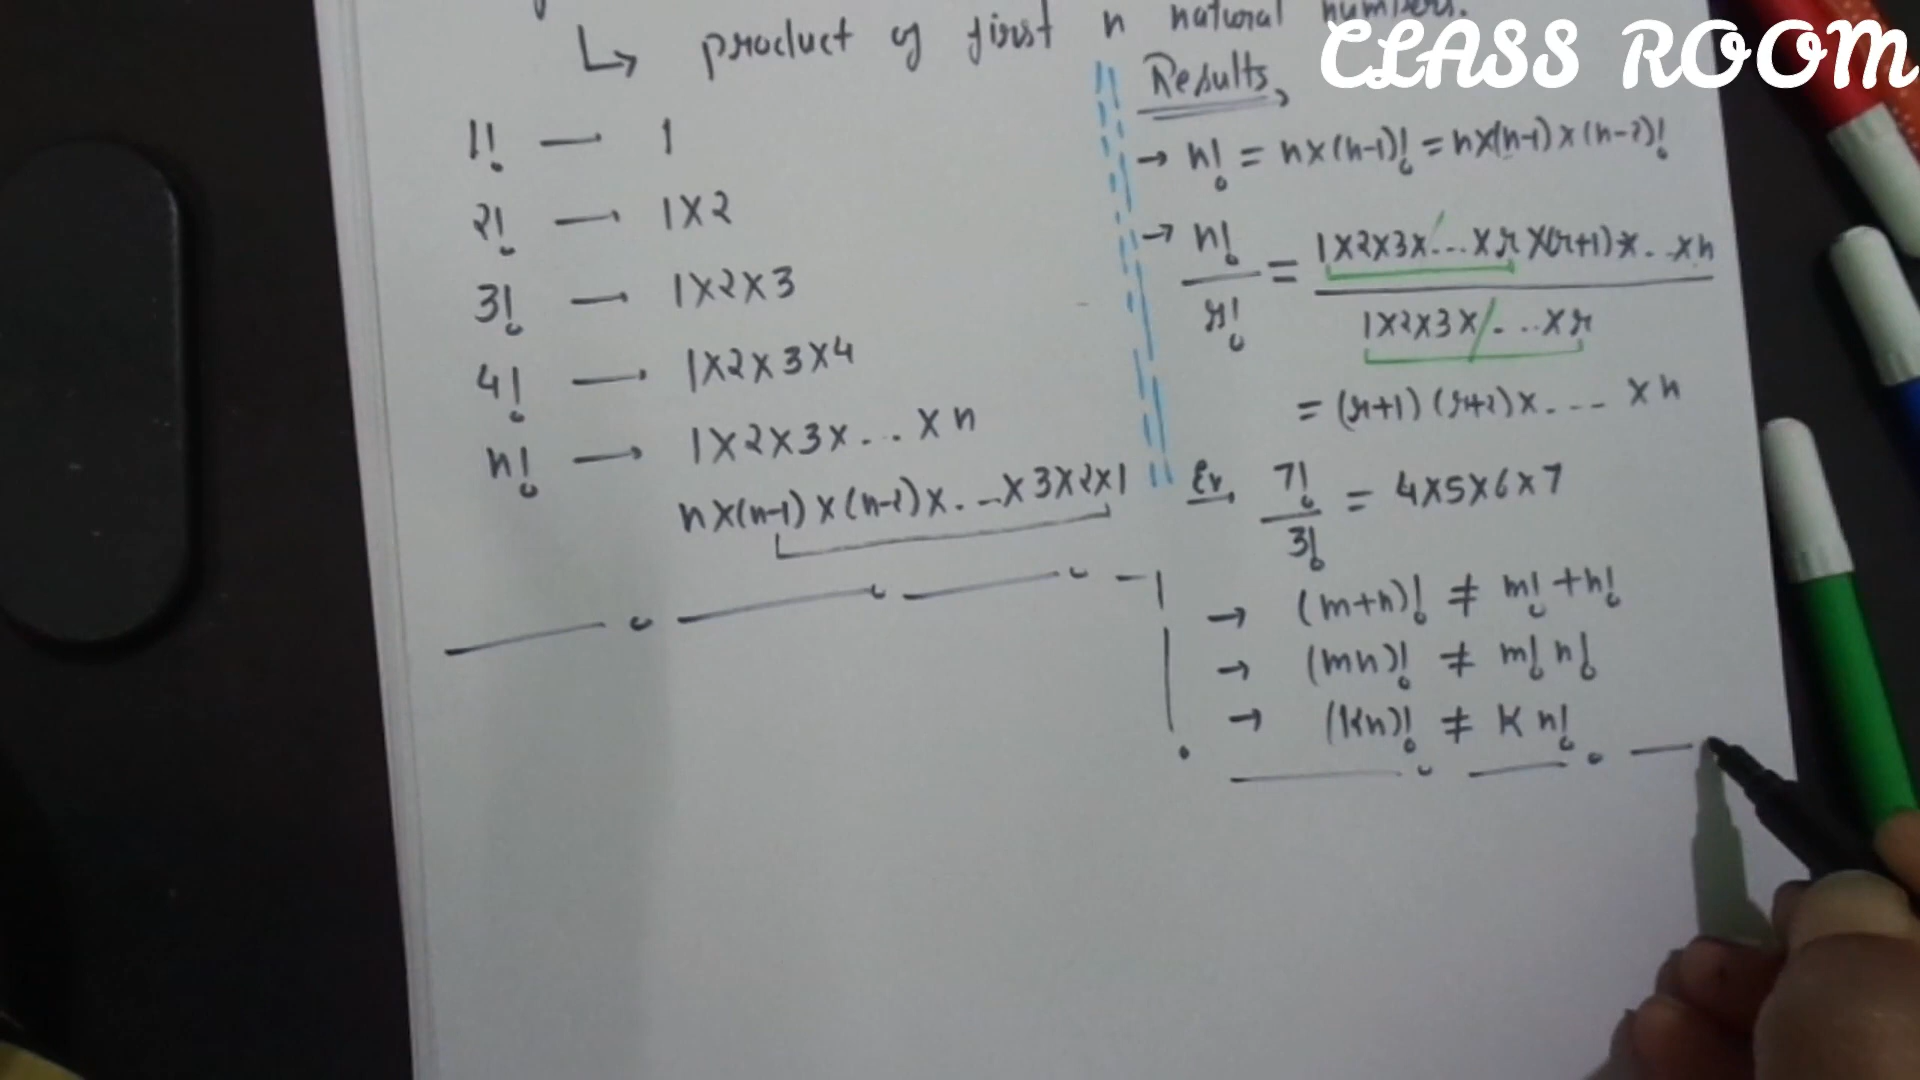 ↳ product of first n natural numbers.
CLASS ROOM
1! — 1
2! — 1×2
3! — 1×2×3
4! — 1×2×3×4
n! — 1×2×3×...×n
n×(n-1)×(n-2)×...×3×2×1
Results,
→ n! = n×(n-1)! = n×(n-1)×(n-2)!
→ n!/r! = 1×2×3×...×r×(r+1)×...×n / 1×2×3×...×r
= (r+1)(r+2)×....×n
Ex. 7!/3! = 4×5×6×7
→ (m+n)! ≠ m!+n!
→ (mn)! ≠ m! n!
→ (kn)! ≠ k n!